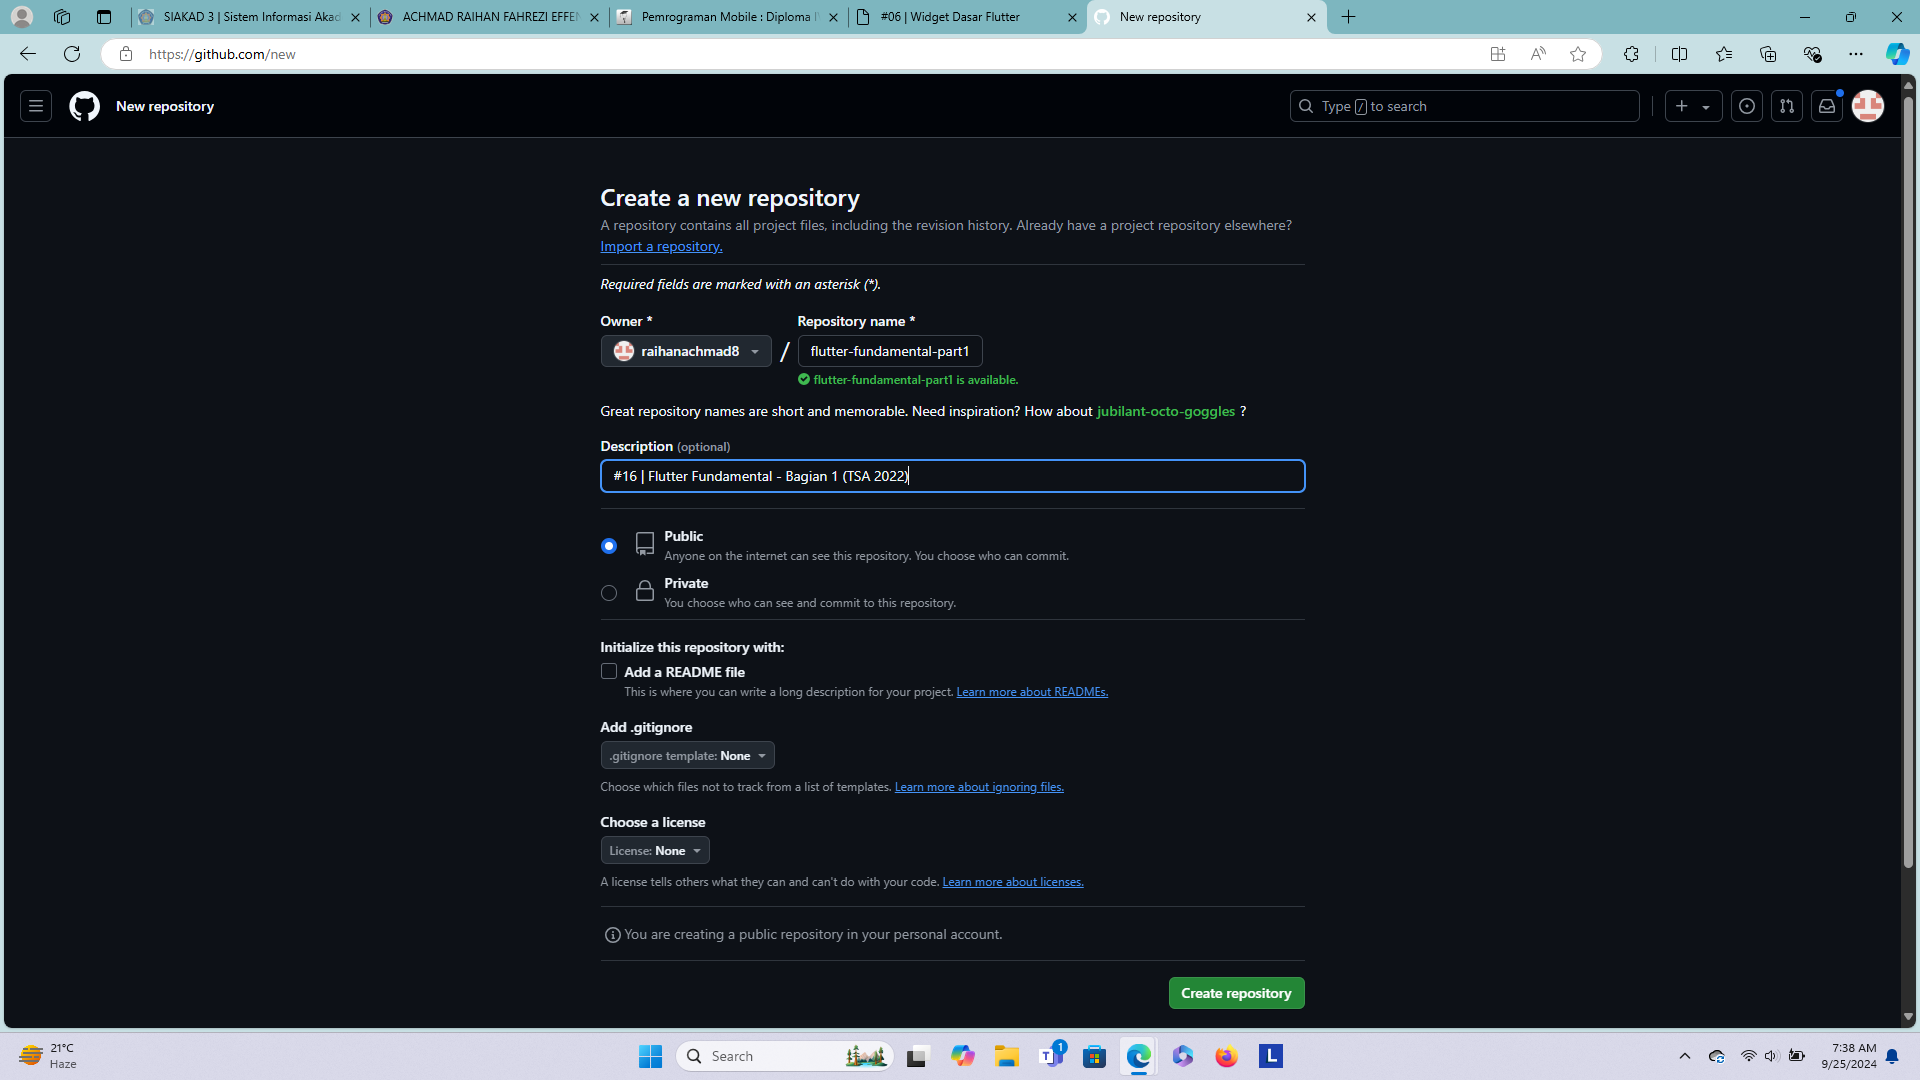 SIAKAD 3 | Sistem Informasi Akad
ACHMAD RAIHAN FAHREZI EFFEN
Pemrograman Mobile : Diploma IV
#06 | Widget Dasar Flutter
New repository
https://github.com/new
New repository
Type / to search
Create a new repository
A repository contains all project files, including the revision history. Already have a project repository elsewhere?
Import a repository.
Required fields are marked with an asterisk (*).
Owner *
Repository name *
raihanachmad8
/
flutter-fundamental-part1
flutter-fundamental-part1 is available.
Great repository names are short and memorable. Need inspiration? How about jubilant-octo-goggles ?
Description (optional)
#16 | Flutter Fundamental - Bagian 1 (TSA 2022)
Public
Anyone on the internet can see this repository. You choose who can commit.
Private
You choose who can see and commit to this repository.
Initialize this repository with:
Add a README file
This is where you can write a long description for your project. Learn more about READMEs.
Add .gitignore
.gitignore template: None
Choose which files not to track from a list of templates. Learn more about ignoring files.
Choose a license
License: None
A license tells others what they can and can't do with your code. Learn more about licenses.
You are creating a public repository in your personal account.
Create repository
21°C
Haze
Search
1
L
7:38 AM
9/25/2024